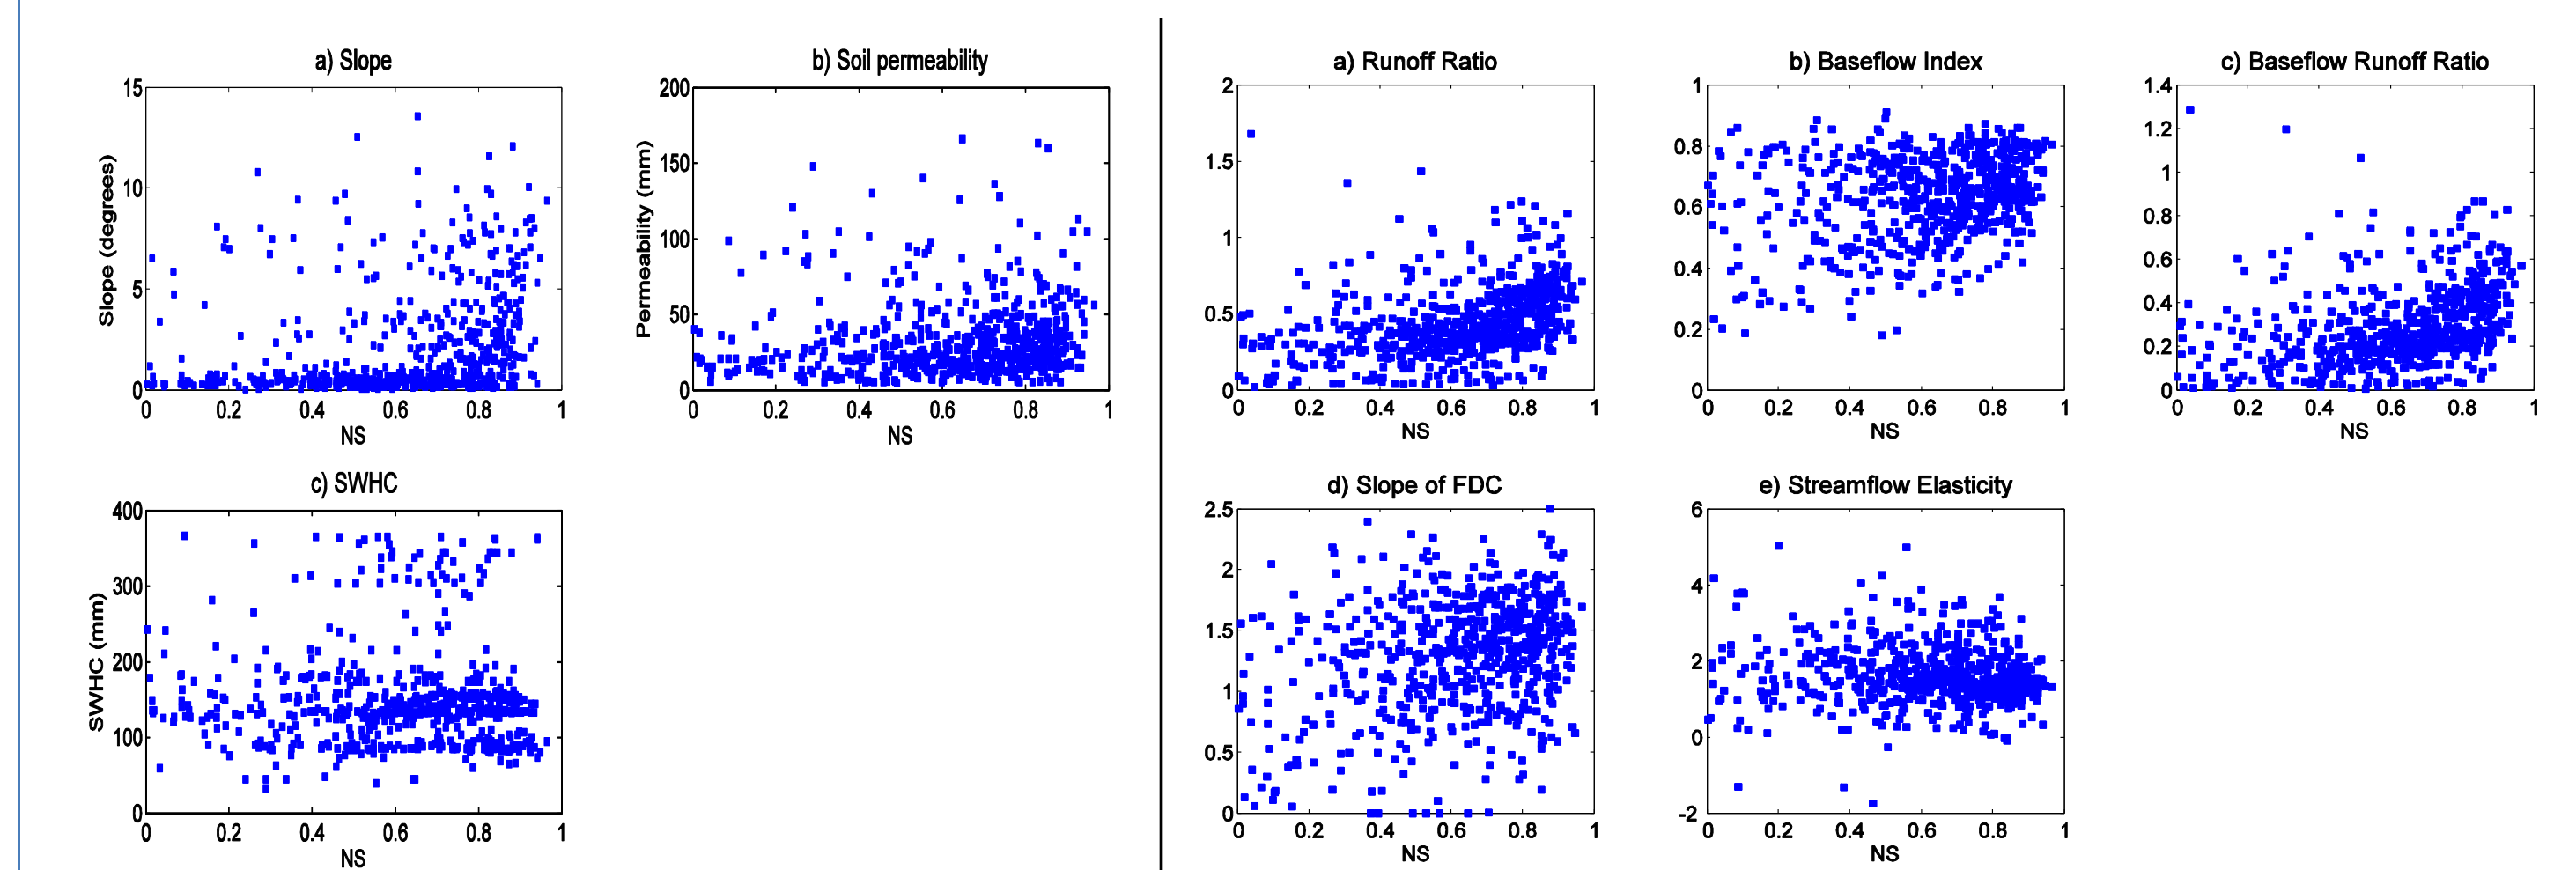 a) Slope
15
10
5
0
Slope (degrees)
0 0.2 0.4 0.6 0.8 1
NS
b) Soil permeability
200
150
100
50
0
Permeability (mm)
0 0.2 0.4 0.6 0.8 1
NS
c) SWHC
400
300
200
100
0
SWHC (mm)
0 0.2 0.4 0.6 0.8 1
NS
a) Runoff Ratio
2
1.5
1
0.5
0
0 0.2 0.4 0.6 0.8 1
NS
b) Baseflow Index
1
0.8
0.6
0.4
0.2
0
0 0.2 0.4 0.6 0.8 1
NS
c) Baseflow Runoff Ratio
1.4
1.2
1
0.8
0.6
0.4
0.2
0
0 0.2 0.4 0.6 0.8 1
NS
d) Slope of FDC
2.5
2
1.5
1
0.5
0
0 0.2 0.4 0.6 0.8 1
NS
e) Streamflow Elasticity
6
4
2
0
-2
0 0.2 0.4 0.6 0.8 1
NS